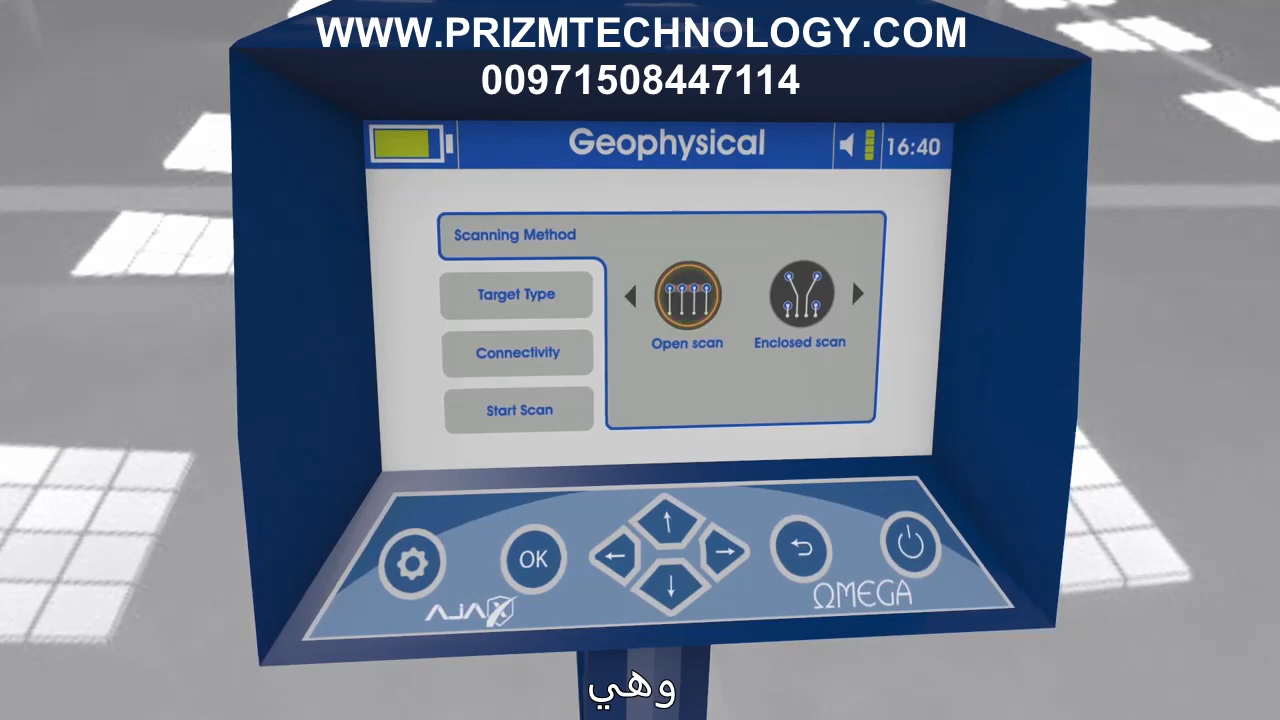 WWW.PRIZMTECHNOLOGY.COM
00971508447114
Geophysical
16:40
Scanning Method
Target Type
Connectivity
Start Scan
Open scan
Enclosed scan
OK
AJAX
ΩMEGA
وهي